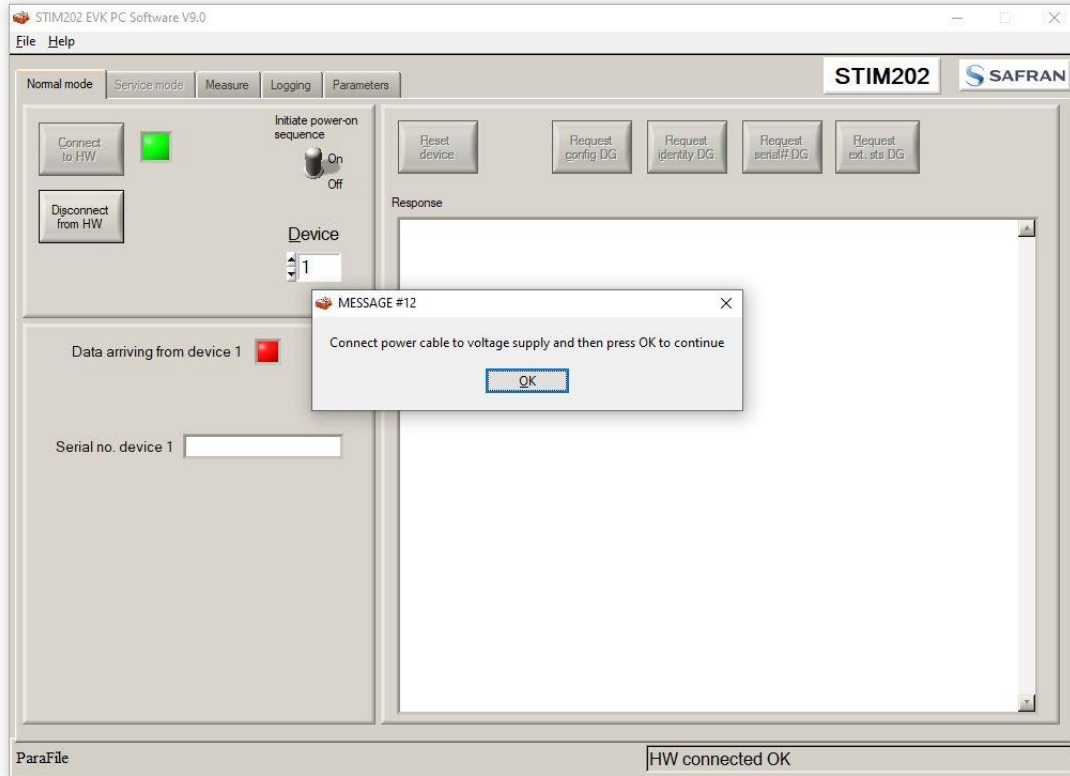 STIM202 EVK PC Software V9.0
File Help
Normal mode Service mode Measure Logging Parameters
STIM202 SAFRAN
Connect
to HW
Disconnect
from HW
Initiate power-on
sequence
On
Off
Device
1
Reset
device
Request
config DG
Request
identity DG
Request
serial# DG
Request
ext. sts DG
Response
MESSAGE #12
Connect power cable to voltage supply and then press OK to continue
OK
Data arriving from device 1
Serial no. device 1
ParaFile
HW connected OK